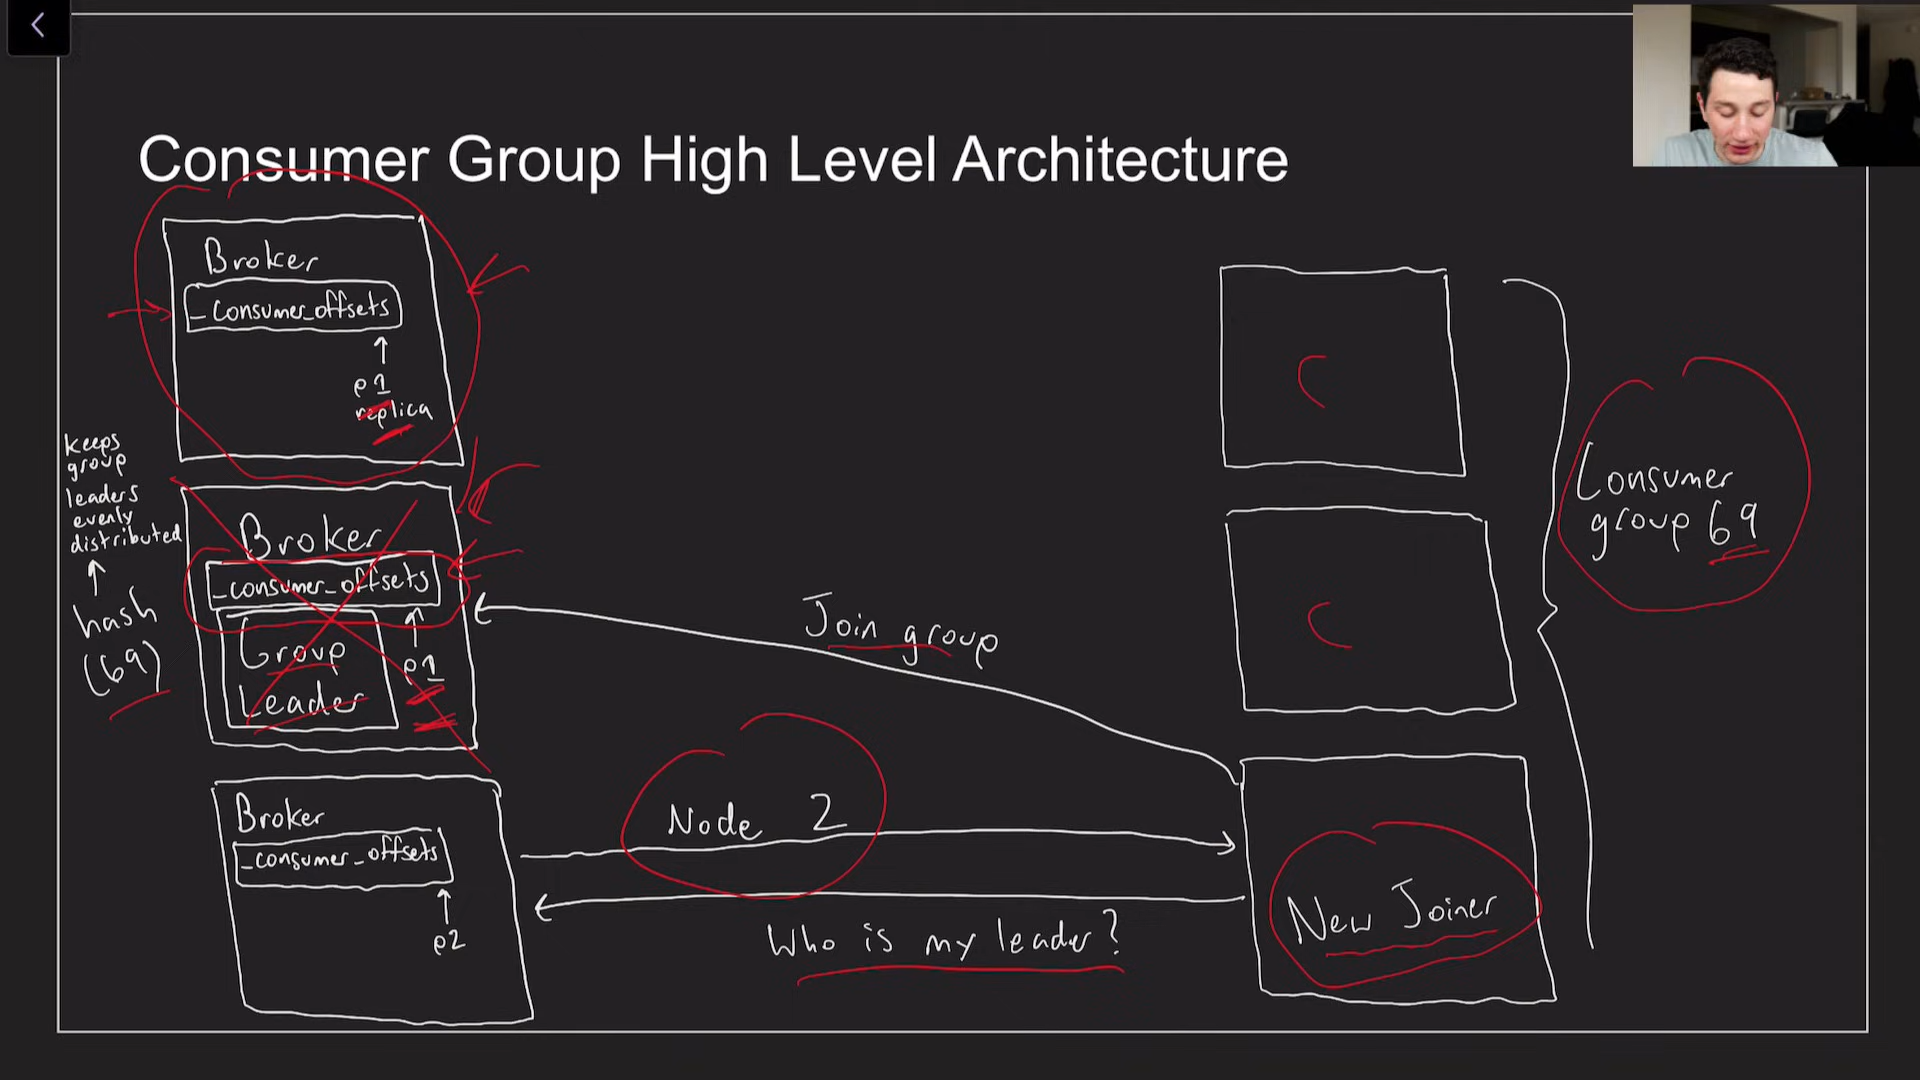 Consumer Group High Level Architecture
Broker
_consumer_offsets
p1
replica
keeps
group
leaders
evenly
distributed
hash
(69)
Broker
_consumer_offsets
Group
Leader
p1
Broker
_consumer_offsets
p2
Join group
Node 2
Who is my leader?
C
C
New Joiner
Consumer
group 69